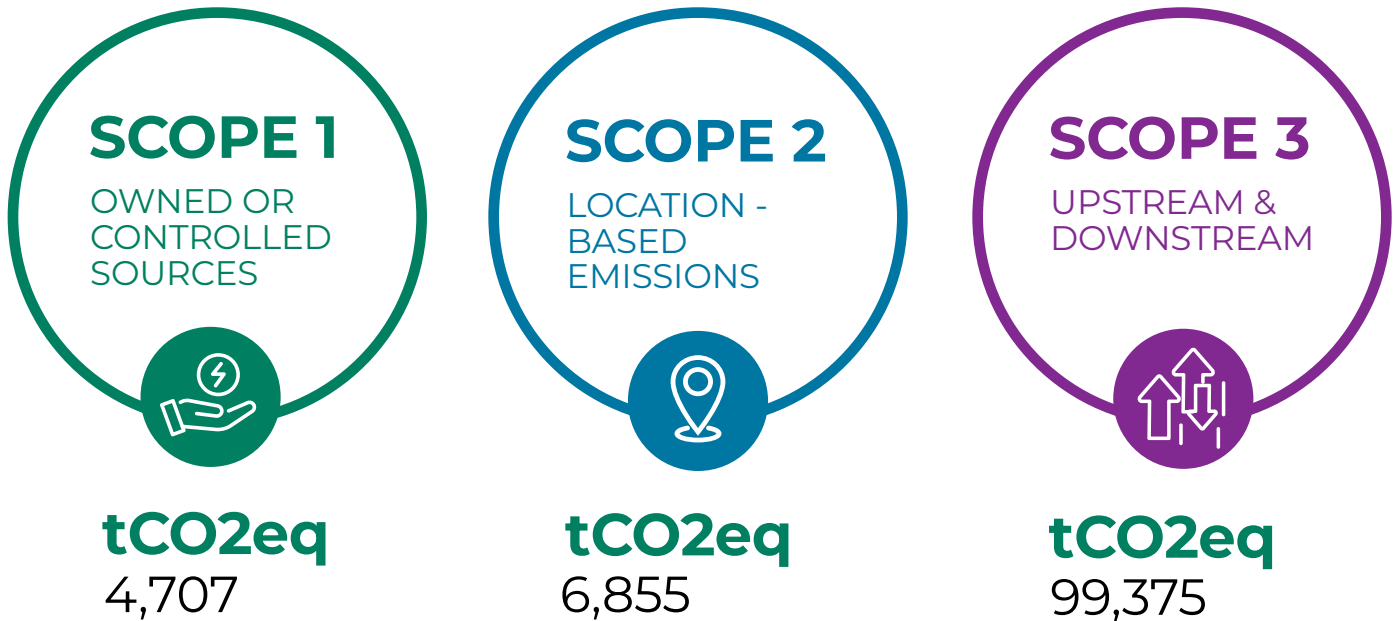 SCOPE 1
OWNED OR
CONTROLLED
SOURCES
tCO2eq
4,707
SCOPE 2
LOCATION -
BASED
EMISSIONS
tCO2eq
6,855
SCOPE 3
UPSTREAM &
DOWNSTREAM
tCO2eq
99,375